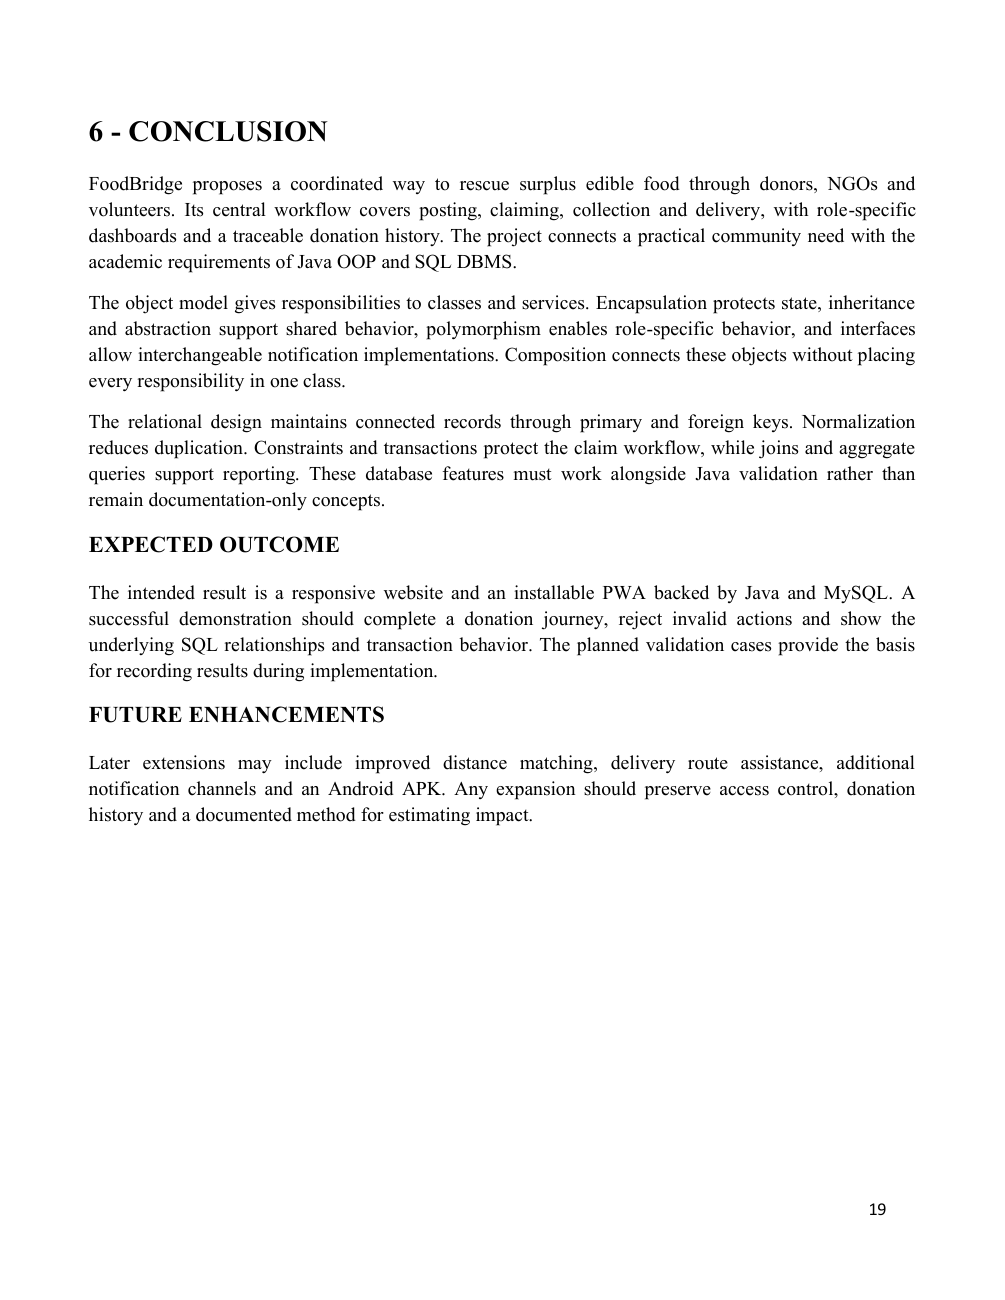 6 - CONCLUSION
FoodBridge proposes a coordinated way to rescue surplus edible food through donors, NGOs and
volunteers. Its central workflow covers posting, claiming, collection and delivery, with role-specific
dashboards and a traceable donation history. The project connects a practical community need with the
academic requirements of Java OOP and SQL DBMS.
The object model gives responsibilities to classes and services. Encapsulation protects state, inheritance
and abstraction support shared behavior, polymorphism enables role-specific behavior, and interfaces
allow interchangeable notification implementations. Composition connects these objects without placing
every responsibility in one class.
The relational design maintains connected records through primary and foreign keys. Normalization
reduces duplication. Constraints and transactions protect the claim workflow, while joins and aggregate
queries support reporting. These database features must work alongside Java validation rather than
remain documentation-only concepts.
EXPECTED OUTCOME
The intended result is a responsive website and an installable PWA backed by Java and MySQL. A
successful demonstration should complete a donation journey, reject invalid actions and show the
underlying SQL relationships and transaction behavior. The planned validation cases provide the basis
for recording results during implementation.
FUTURE ENHANCEMENTS
Later extensions may include improved distance matching, delivery route assistance, additional
notification channels and an Android APK. Any expansion should preserve access control, donation
history and a documented method for estimating impact.
19